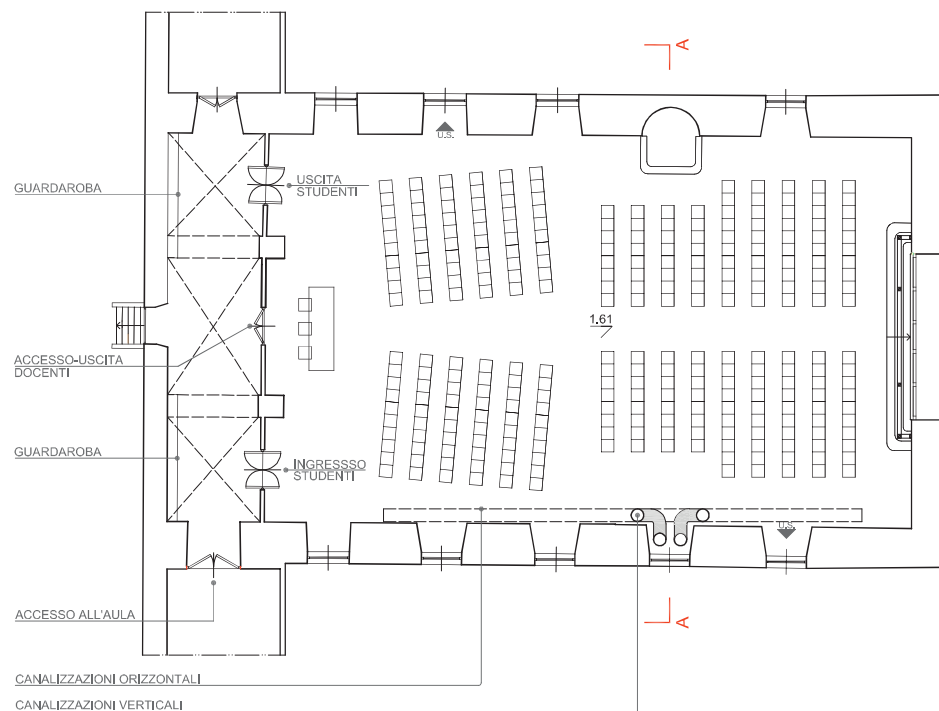 A
U.S.
GUARDAROBA
USCITA
STUDENTI
1.61
ACCESSO-USCITA
DOCENTI
GUARDAROBA
INGRESSSO
STUDENTI
U.S.
ACCESSO ALL'AULA
A
CANALIZZAZIONI ORIZZONTALI
CANALIZZAZIONI VERTICALI